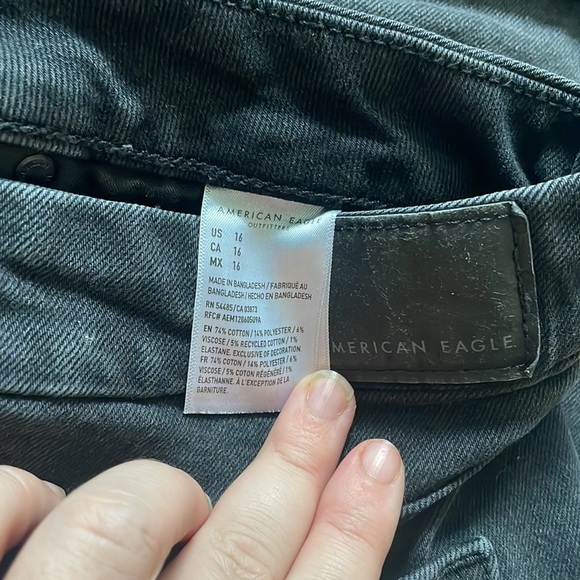 AMERICAN EAGLE
OUTFITTERS
US 16
CA 16
MX 16
MADE IN BANGLADESH / FABRIQUÉ AU
BANGLADESH / HECHO EN BANGLADESH
RN 54485 / CA 03873
RFC# AEM12060509A
EN 74% COTTON / 14% POLYESTER / 6%
VISCOSE / 5% RECYCLED COTTON / 1%
ELASTANE. EXCLUSIVE OF DECORATION.
FR 74% COTON / 14% POLYESTER / 6%
VISCOSE / 5% COTON RÉGÉNÉRÉ / 1%
ÉLASTHANNE. À L'EXCEPTION DE LA
GARNITURE.
MERICAN EAGLE